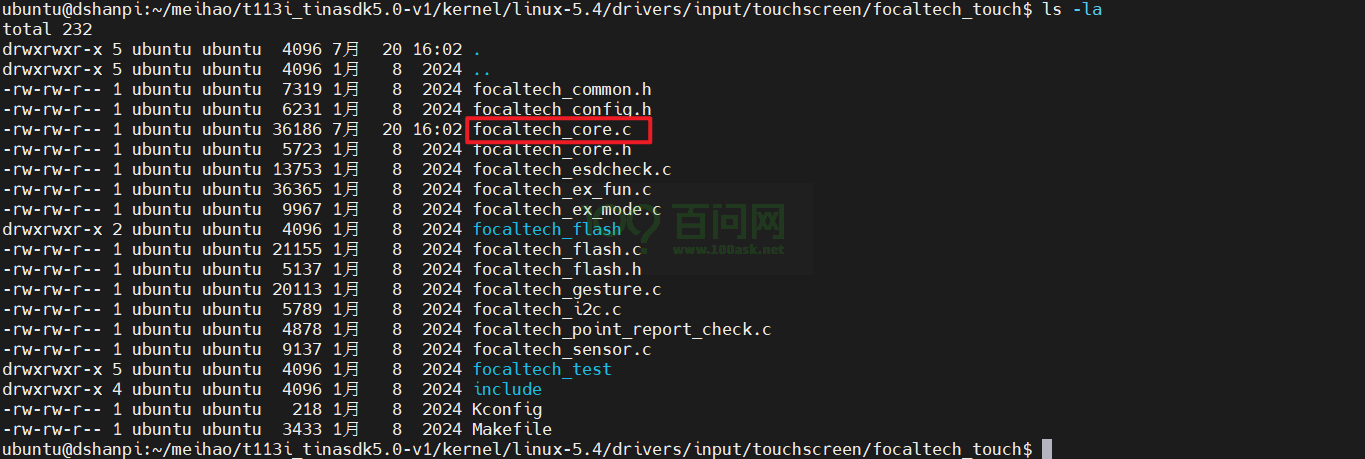 ubuntu@dshanpi:~/meihao/t113i_tinasdk5.0-v1/kernel/linux-5.4/drivers/input/touchscreen/focaltech_touch$ ls -la
total 232
drwxrwxr-x 5 ubuntu ubuntu  4096 7月  20 16:02 .
drwxrwxr-x 5 ubuntu ubuntu  4096 1月   8  2024 ..
-rw-rw-r-- 1 ubuntu ubuntu  7319 1月   8  2024 focaltech_common.h
-rw-rw-r-- 1 ubuntu ubuntu  6231 1月   8  2024 focaltech_config.h
-rw-rw-r-- 1 ubuntu ubuntu 36186 7月  20 16:02 focaltech_core.c
-rw-rw-r-- 1 ubuntu ubuntu  5723 1月   8  2024 focaltech_core.h
-rw-rw-r-- 1 ubuntu ubuntu 13753 1月   8  2024 focaltech_esdcheck.c
-rw-rw-r-- 1 ubuntu ubuntu 36365 1月   8  2024 focaltech_ex_fun.c
-rw-rw-r-- 1 ubuntu ubuntu  9967 1月   8  2024 focaltech_ex_mode.c
drwxrwxr-x 2 ubuntu ubuntu  4096 1月   8  2024 focaltech_flash
-rw-rw-r-- 1 ubuntu ubuntu 21155 1月   8  2024 focaltech_flash.c
-rw-rw-r-- 1 ubuntu ubuntu  5137 1月   8  2024 focaltech_flash.h
-rw-rw-r-- 1 ubuntu ubuntu 20113 1月   8  2024 focaltech_gesture.c
-rw-rw-r-- 1 ubuntu ubuntu  5789 1月   8  2024 focaltech_i2c.c
-rw-rw-r-- 1 ubuntu ubuntu  4878 1月   8  2024 focaltech_point_report_check.c
-rw-rw-r-- 1 ubuntu ubuntu  9137 1月   8  2024 focaltech_sensor.c
drwxrwxr-x 5 ubuntu ubuntu  4096 1月   8  2024 focaltech_test
drwxrwxr-x 4 ubuntu ubuntu  4096 1月   8  2024 include
-rw-rw-r-- 1 ubuntu ubuntu   218 1月   8  2024 Kconfig
-rw-rw-r-- 1 ubuntu ubuntu  3433 1月   8  2024 Makefile
ubuntu@dshanpi:~/meihao/t113i_tinasdk5.0-v1/kernel/linux-5.4/drivers/input/touchscreen/focaltech_touch$
百问网
www.100ask.net